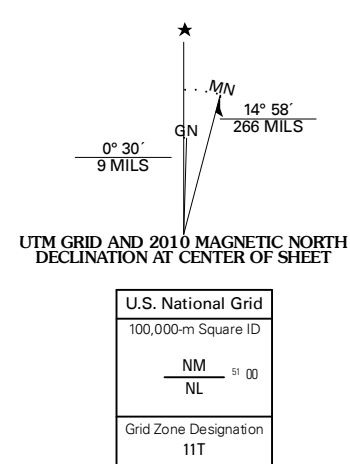 ★
MN
GN
14° 58´
266 MILS
0° 30´
9 MILS
UTM GRID AND 2010 MAGNETIC NORTH
DECLINATION AT CENTER OF SHEET
U.S. National Grid
100,000-m Square ID
NM
51 00
NL
Grid Zone Designation
11T